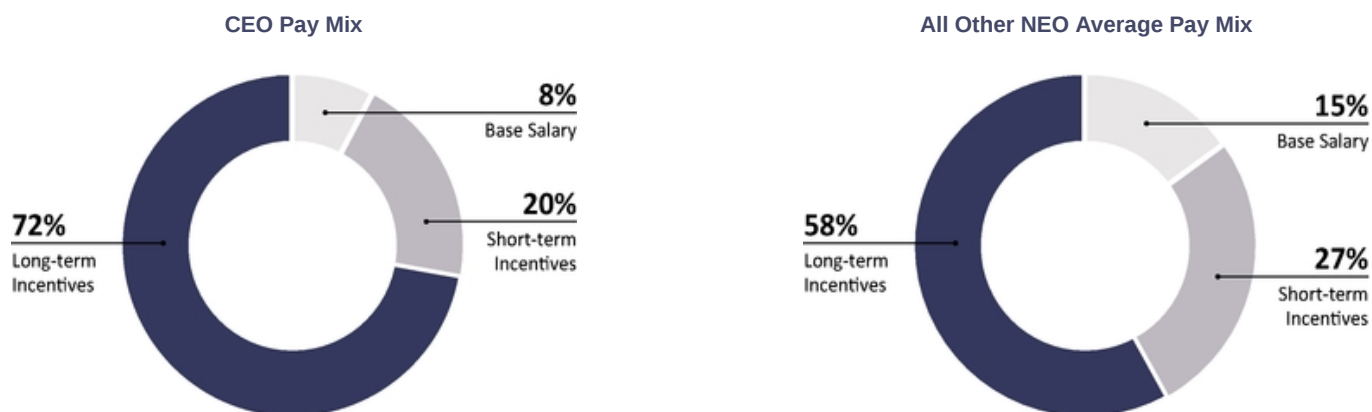 CEO Pay Mix
8%
Base Salary
20%
Short-term
Incentives
72%
Long-term
Incentives
All Other NEO Average Pay Mix
15%
Base Salary
27%
Short-term
Incentives
58%
Long-term
Incentives